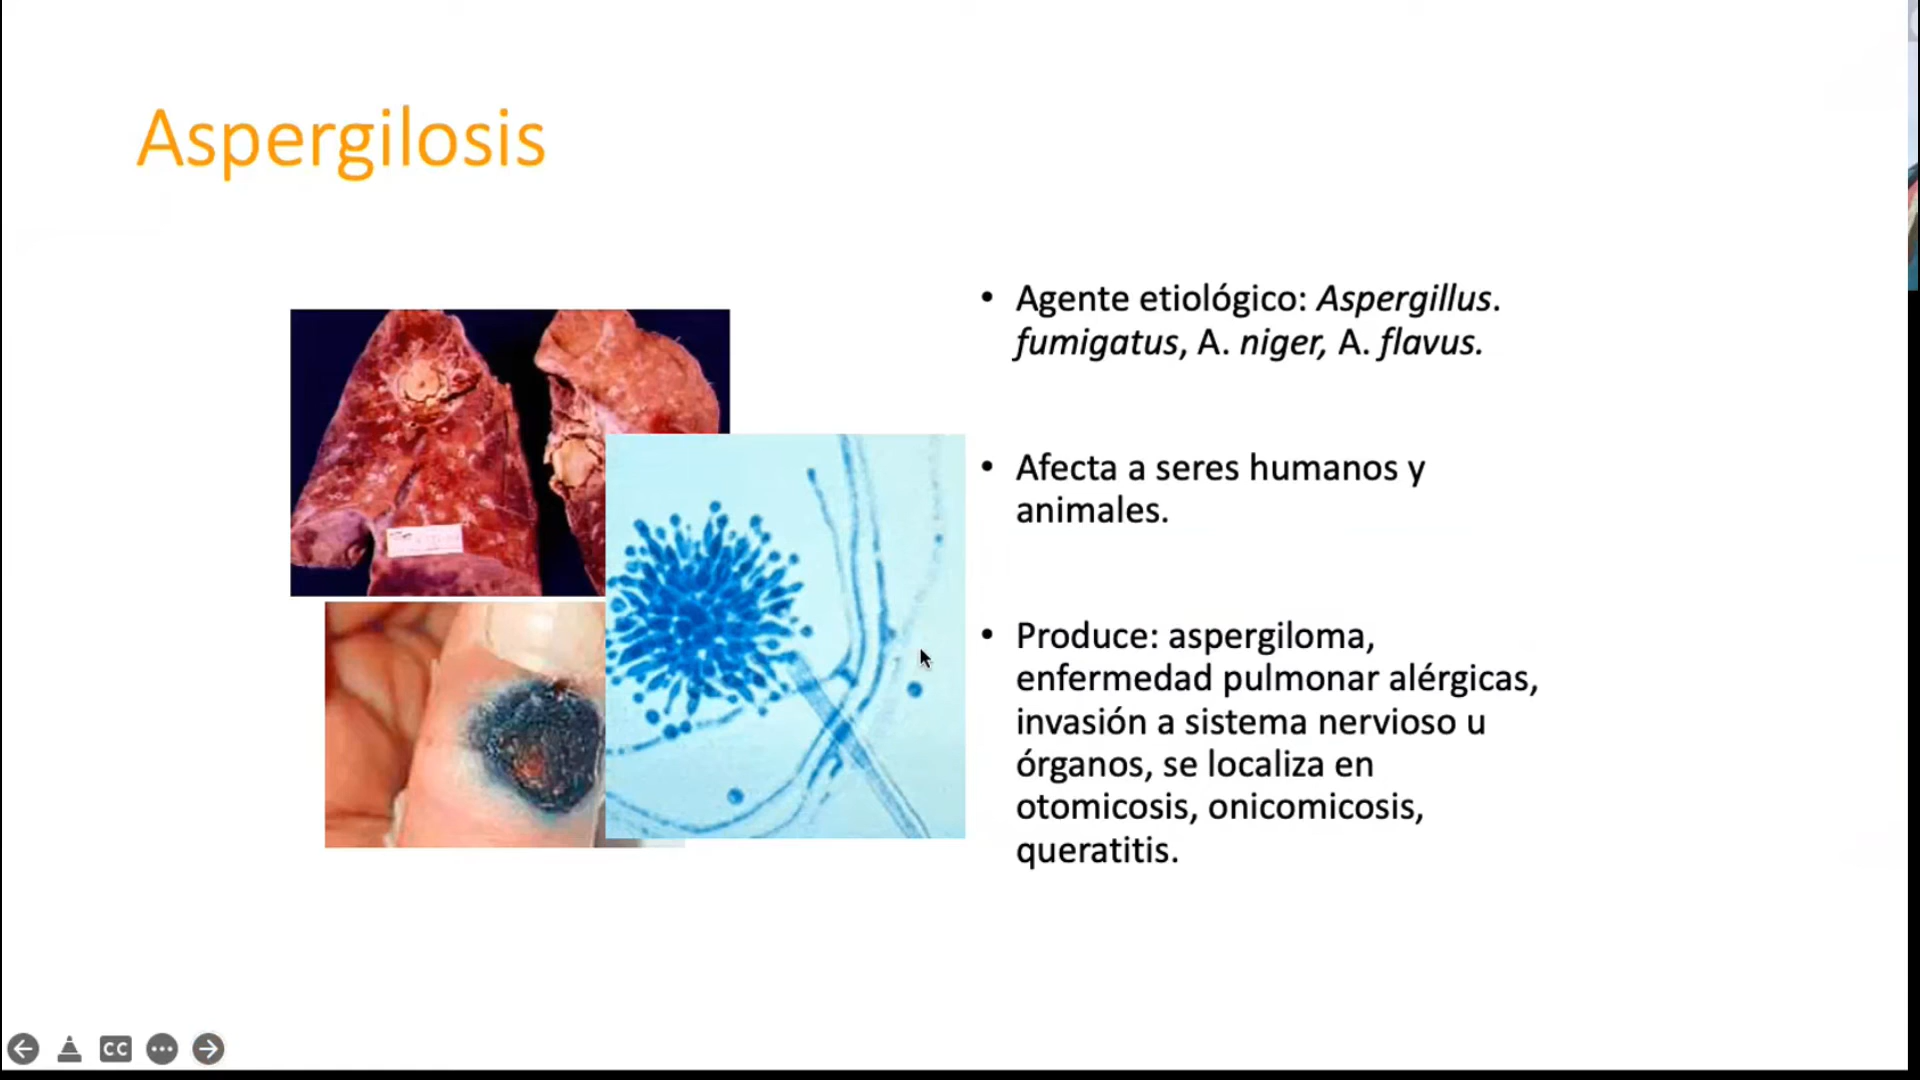 Aspergilosis
• Agente etiológico: Aspergillus.
fumigatus, A. niger, A. flavus.
• Afecta a seres humanos y
animales.
• Produce: aspergiloma,
enfermedad pulmonar alérgicas,
invasión a sistema nervioso u
órganos, se localiza en
otomicosis, onicomicosis,
queratitis.
CC